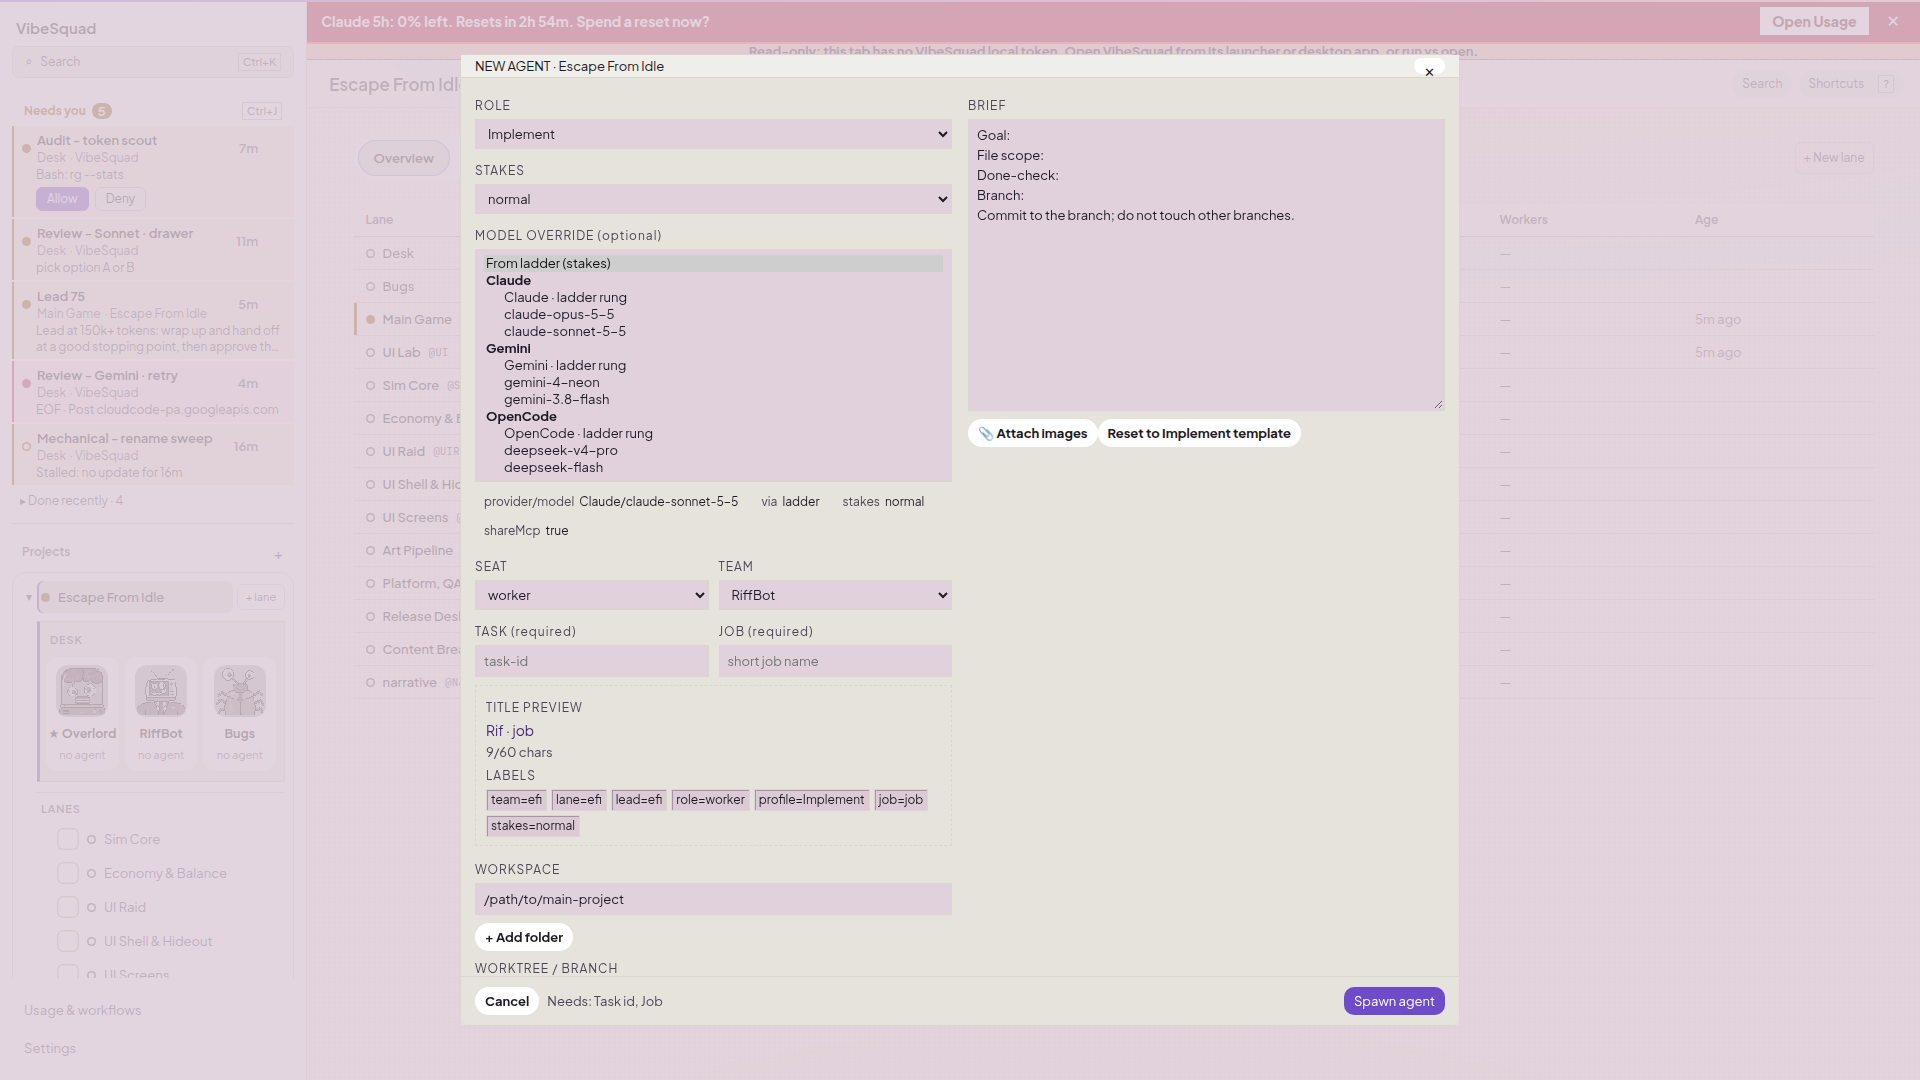 VibeSquad
Search
Ctrl+K
Needs you 5
Ctrl+J
Audit – token scout
7m
Desk · VibeSquad
Bash: rg --stats
Allow
Deny
Review – Sonnet · drawer
11m
Desk · VibeSquad
pick option A or B
Lead 75
5m
Main Game · Escape From Idle
Lead at 150k+ tokens: wrap up and hand off
at a good stopping point, then approve th...
Review – Gemini · retry
4m
Desk · VibeSquad
EOF · Post cloudcode-pa.googleapis.com
Mechanical – rename sweep
16m
Desk · VibeSquad
Stalled: no update for 16m
▸ Done recently · 4
Projects
+
Escape From Idle
+ lane
DESK
★ Overlord
no agent
RiffBot
no agent
Bugs
no agent
LANES
Sim Core
Economy & Balance
UI Raid
UI Shell & Hideout
UI Screens
Usage & workflows
Settings
Claude 5h: 0% left. Resets in 2h 54m. Spend a reset now?
Open Usage
×
Read-only: this tab has no VibeSquad local token. Open VibeSquad from its launcher or desktop app, or run vs open.
Escape From Idl
Search
Shortcuts
?
Overview
+ New lane
Lane
Workers
Age
Desk
—
Bugs
—
Main Game
—
5m ago
UI Lab @UI
—
5m ago
Sim Core @S
—
Economy & B
—
UI Raid @UIR
—
UI Shell & Hid
—
UI Screens
—
Art Pipeline
—
Platform, QA
—
Release Desk
—
Content Brea
—
narrative @N
—
NEW AGENT · Escape From Idle
×
ROLE
Implement
STAKES
normal
MODEL OVERRIDE (optional)
From ladder (stakes)
Claude
Claude · ladder rung
claude-opus-5-5
claude-sonnet-5-5
Gemini
Gemini · ladder rung
gemini-4-neon
gemini-3.8-flash
OpenCode
OpenCode · ladder rung
deepseek-v4-pro
deepseek-flash
provider/model Claude/claude-sonnet-5-5 via ladder stakes normal
shareMcp true
SEAT
worker
TEAM
RiffBot
TASK (required)
task-id
JOB (required)
short job name
TITLE PREVIEW
Rif · job
9/60 chars
LABELS
team=efi lane=efi lead=efi role=worker profile=Implement job=job
stakes=normal
WORKSPACE
/path/to/main-project
+ Add folder
WORKTREE / BRANCH
BRIEF
Goal:
File scope:
Done-check:
Branch:
Commit to the branch; do not touch other branches.
📎 Attach images
Reset to Implement template
Cancel
Needs: Task id, Job
Spawn agent